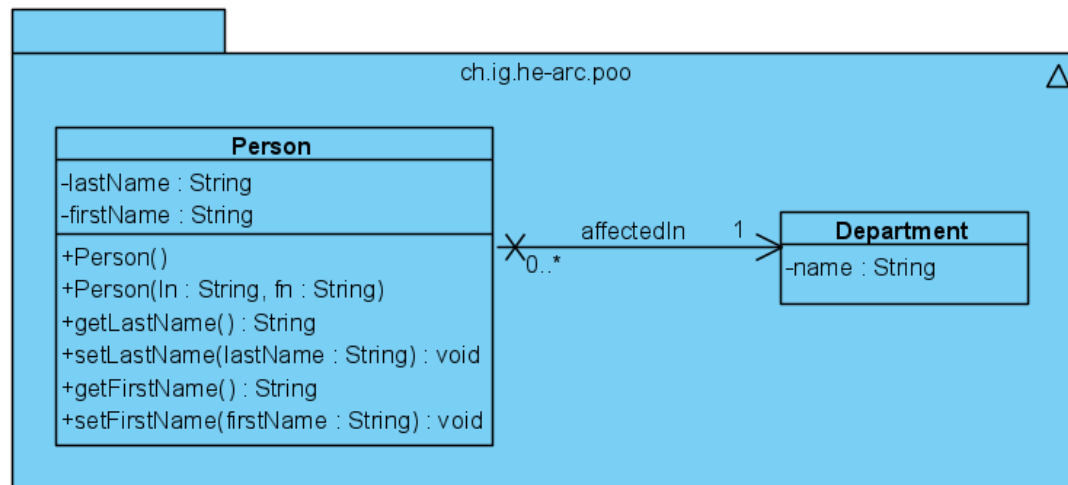 ch.ig.he-arc.poo
Person
-lastName : String
-firstName : String
+Person()
+Person(ln : String, fn : String)
+getLastName() : String
+setLastName(lastName : String) : void
+getFirstName() : String
+setFirstName(firstName : String) : void
affectedIn
1
0..*
Department
-name : String